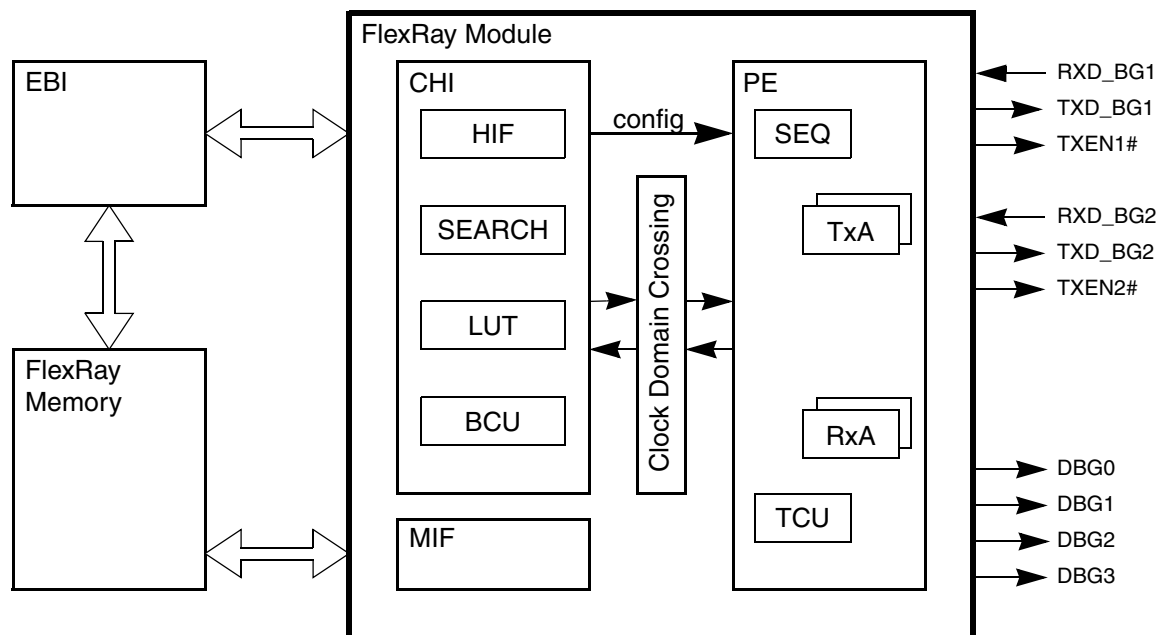 FlexRay Module
EBI
CHI
PE
HIF
config
SEQ
SEARCH
TxA
LUT
Clock Domain Crossing
BCU
RxA
TCU
MIF
FlexRay
Memory
RXD_BG1
TXD_BG1
TXEN1#
RXD_BG2
TXD_BG2
TXEN2#
DBG0
DBG1
DBG2
DBG3